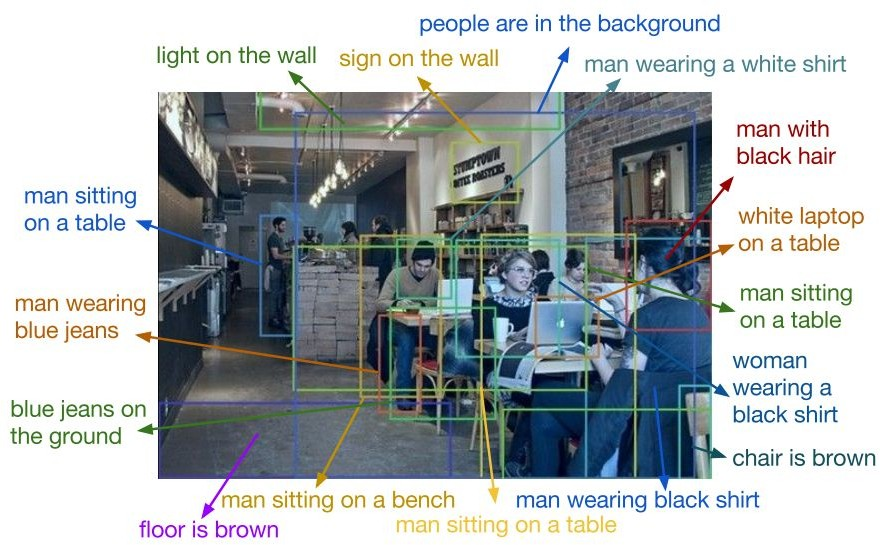 people are in the background
light on the wall
sign on the wall
man wearing a white shirt
man with
black hair
man sitting
on a table
white laptop
on a table
man sitting
on a table
man wearing
blue jeans
woman
wearing a
black shirt
blue jeans on
the ground
chair is brown
man sitting on a bench
man wearing black shirt
man sitting on a table
floor is brown
STUMPTOWN
COFFEE ROASTERS